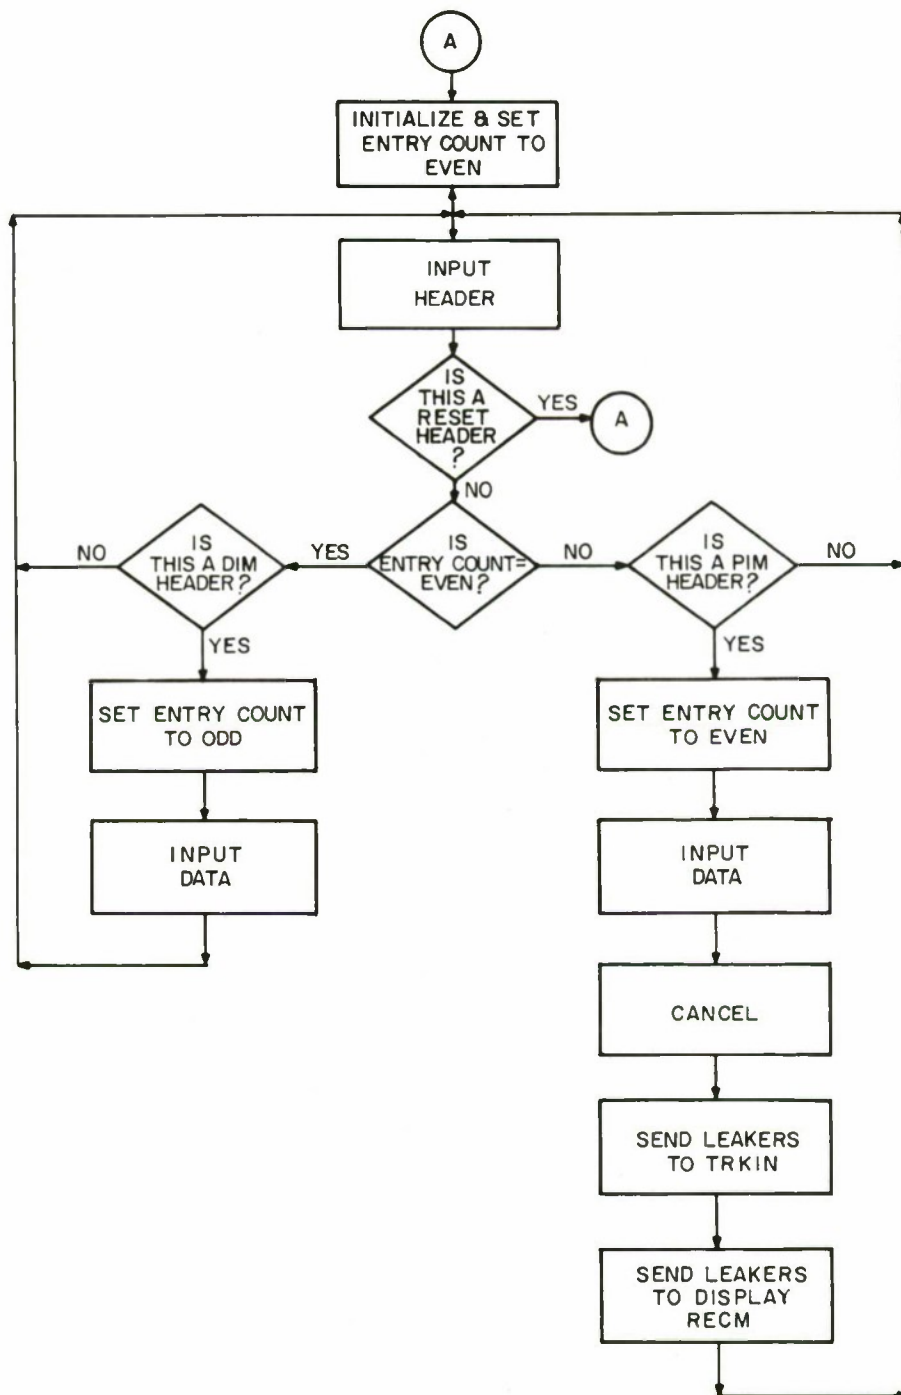 A
INITIALIZE & SET
ENTRY COUNT TO
EVEN
INPUT
HEADER
IS
THIS A
RESET
HEADER
?
YES
A
NO
IS
ENTRY COUNT=
EVEN?
YES
NO
IS
THIS A DIM
HEADER?
NO
YES
SET ENTRY COUNT
TO ODD
INPUT
DATA
IS
THIS A PIM
HEADER?
NO
YES
SET ENTRY COUNT
TO EVEN
INPUT
DATA
CANCEL
SEND LEAKERS
TO TRKIN
SEND LEAKERS
TO DISPLAY
RECM